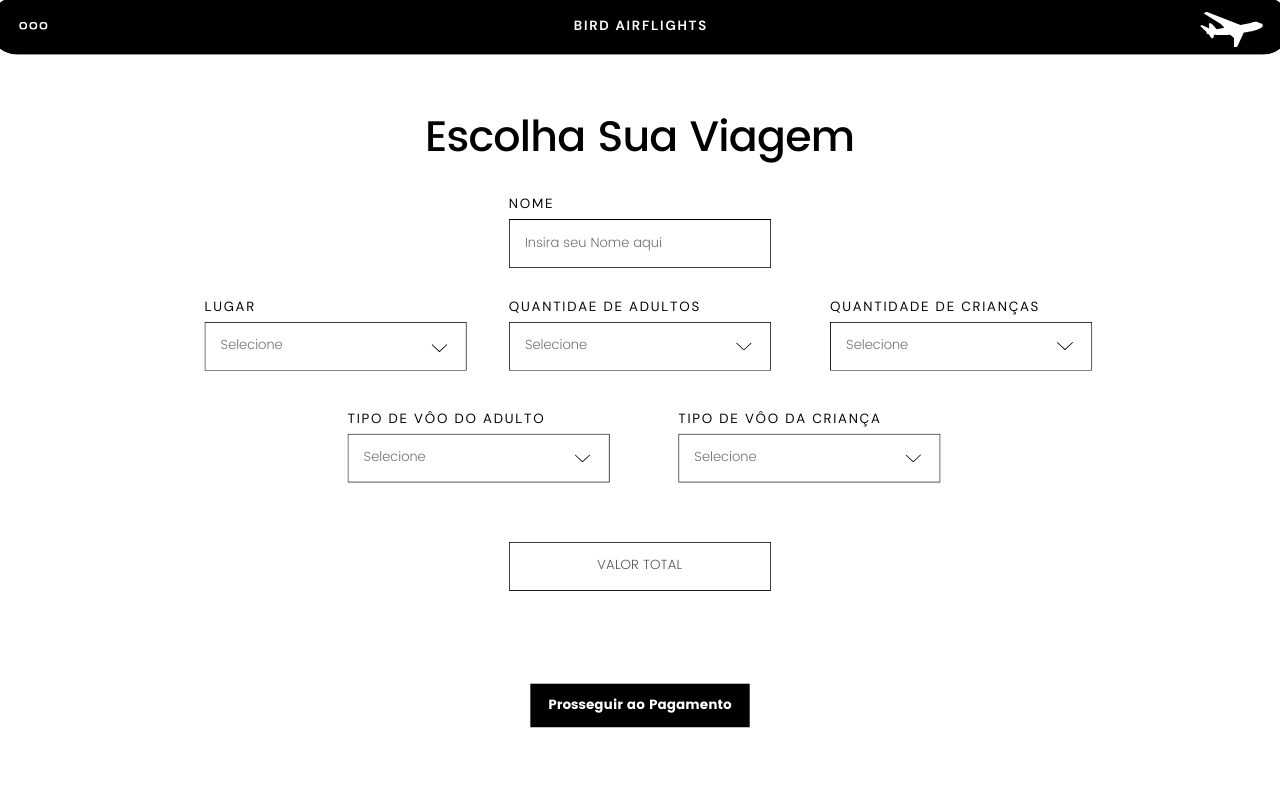 BIRD AIRFLIGHTS
Escolha Sua Viagem
NOME
Insira seu Nome aqui
LUGAR
QUANTIDAE DE ADULTOS
QUANTIDADE DE CRIANÇAS
Selecione
Selecione
Selecione
TIPO DE VÔO DO ADULTO
TIPO DE VÔO DA CRIANÇA
Selecione
Selecione
VALOR TOTAL
Prosseguir ao Pagamento